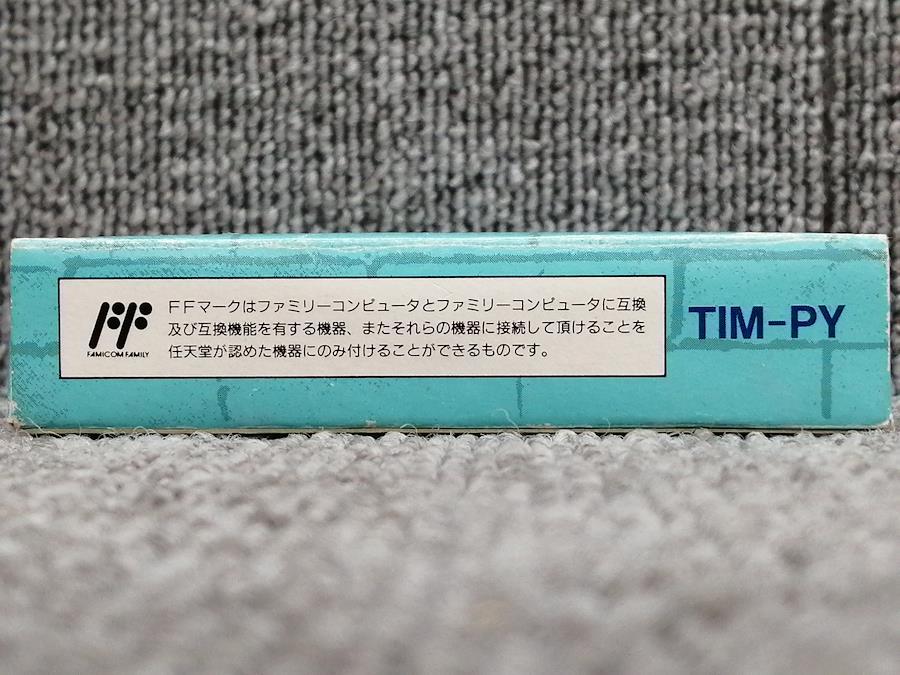 FF
FAMICOM FAMILY
FFマークはファミリーコンピュータとファミリーコンピュータに互換
及び互換機能を有する機器、またそれらの機器に接続して頂けることを
任天堂が認めた機器にのみ付けることができるものです。
TIM-PY